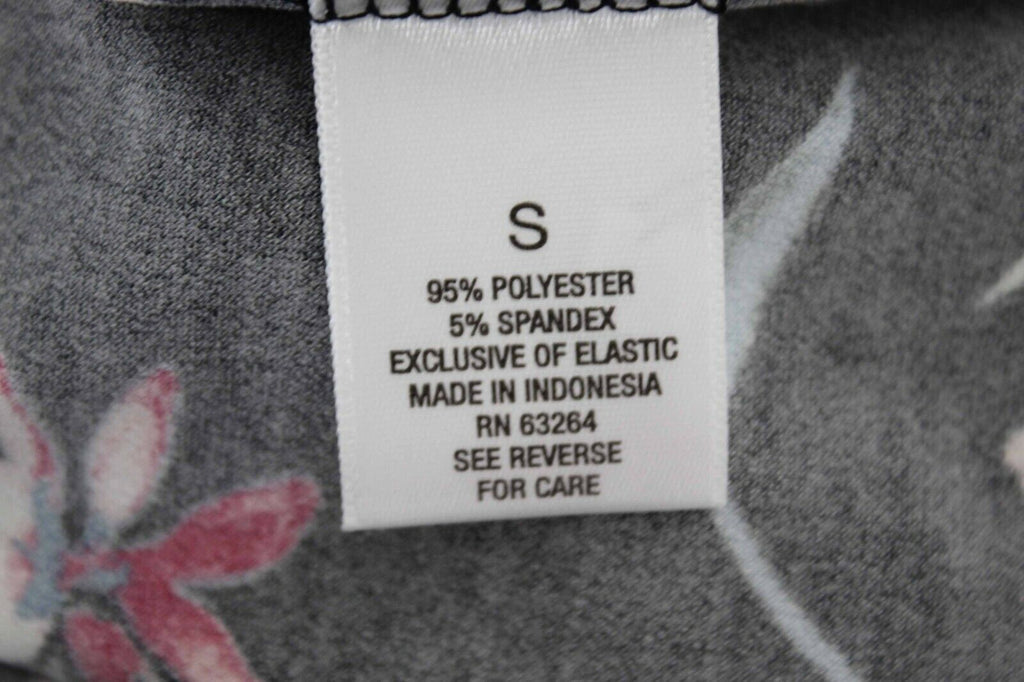 S
95% POLYESTER
5% SPANDEX
EXCLUSIVE OF ELASTIC
MADE IN INDONESIA
RN 63264
SEE REVERSE
FOR CARE